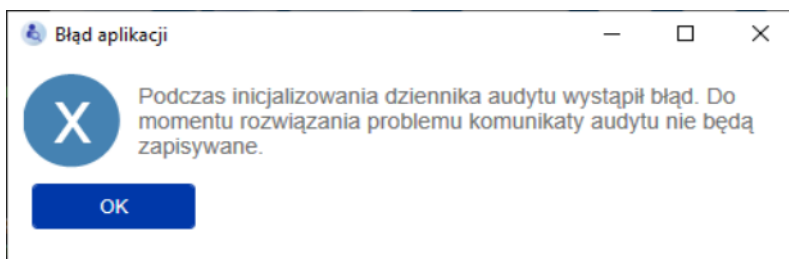 Błąd aplikacji
Podczas inicjalizowania dziennika audytu wystąpił błąd. Do
momentu rozwiązania problemu komunikaty audytu nie będą
zapisywane.
OK